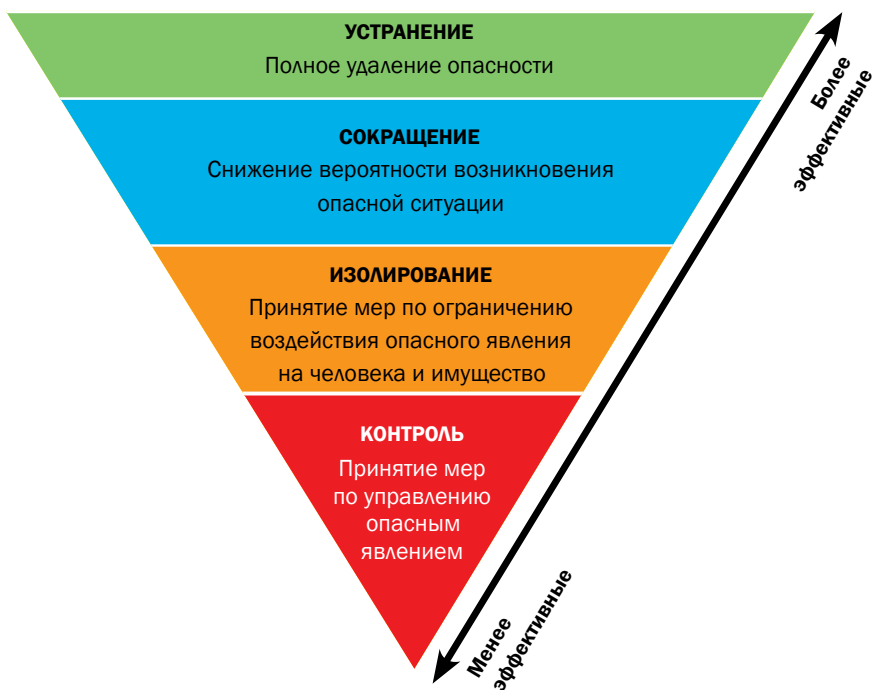 УСТРАНЕНИЕ
Полное удаление опасности
СОКРАЩЕНИЕ
Снижение вероятности возникновения
опасной ситуации
ИЗОЛИРОВАНИЕ
Принятие мер по ограничению
воздействия опасного явления
на человека и имущество
КОНТРОЛЬ
Принятие мер
по управлению
опасным
явлением
Более
эффективные
Менее
эффективные